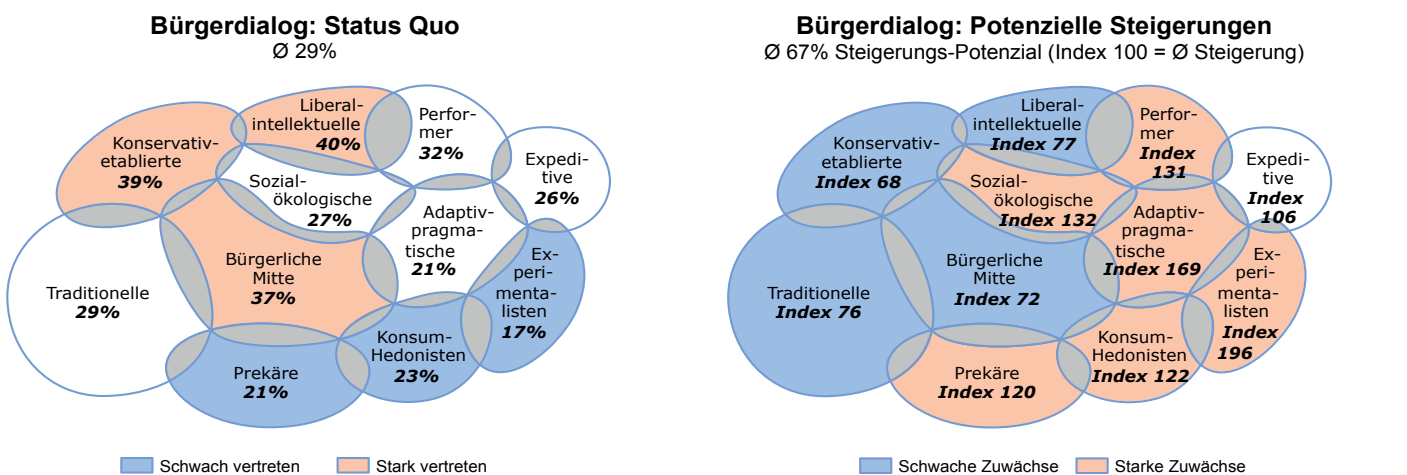 Bürgerdialog: Status Quo
Ø 29%
Liberal-
intellektuelle
40%
Perfor-
mer
32%
Konservativ-
etablierte
39%
Expedi-
tive
26%
Sozial-
ökologische
27%
Adaptiv-
pragma-
tische
21%
Bürgerliche
Mitte
37%
Ex-
peri-
menta-
listen
17%
Traditionelle
29%
Konsum-
Hedonisten
23%
Prekäre
21%
Schwach vertreten
Stark vertreten
Bürgerdialog: Potenzielle Steigerungen
Ø 67% Steigerungs-Potenzial (Index 100 = Ø Steigerung)
Liberal-
intellektuelle
Index 77
Perfor-
mer
Index
131
Konservativ-
etablierte
Index 68
Expedi-
tive
Index
106
Sozial-
ökologische
Index 132
Adaptiv-
pragma-
tische
Index 169
Bürgerliche
Mitte
Index 72
Ex-
peri-
menta-
listen
Index
196
Traditionelle
Index 76
Konsum-
Hedonisten
Index 122
Prekäre
Index 120
Schwache Zuwächse
Starke Zuwächse